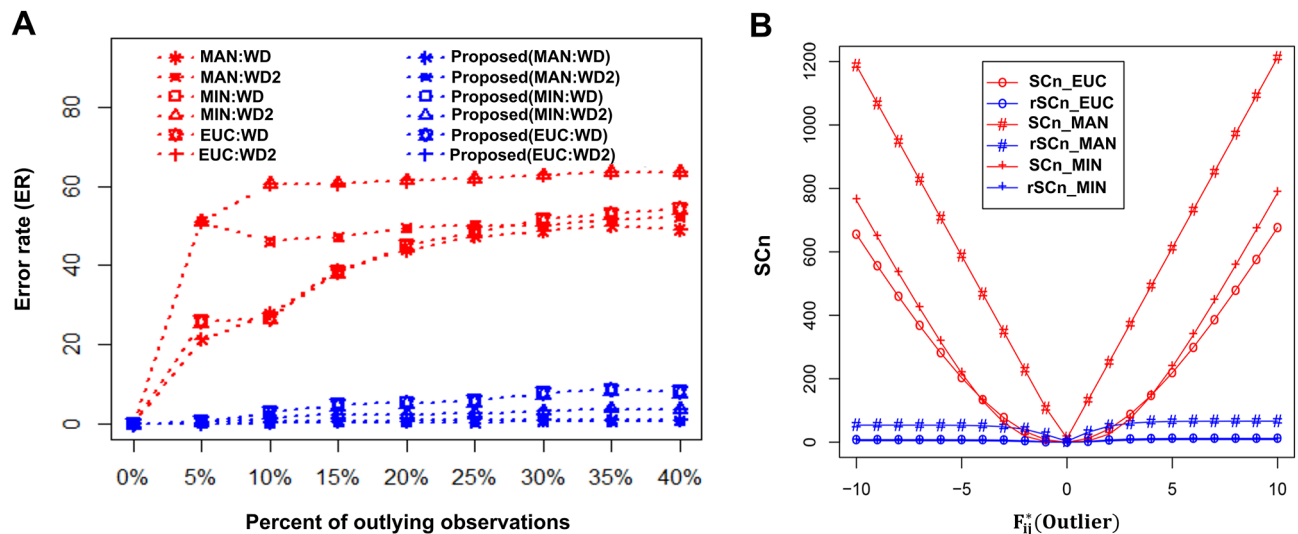 A
MAN:WD
MAN:WD2
MIN:WD
MIN:WD2
EUC:WD
EUC:WD2
Proposed(MAN:WD)
Proposed(MAN:WD2)
Proposed(MIN:WD)
Proposed(MIN:WD2)
Proposed(EUC:WD)
Proposed(EUC:WD2)
Error rate (ER)
80
60
40
20
0
0% 5% 10% 15% 20% 25% 30% 35% 40%
Percent of outlying observations
B
SCn_EUC
rSCn_EUC
SCn_MAN
rSCn_MAN
SCn_MIN
rSCn_MIN
SCn
1200
1000
800
600
400
200
0
−10 −5 0 5 10
F*ij(Outlier)